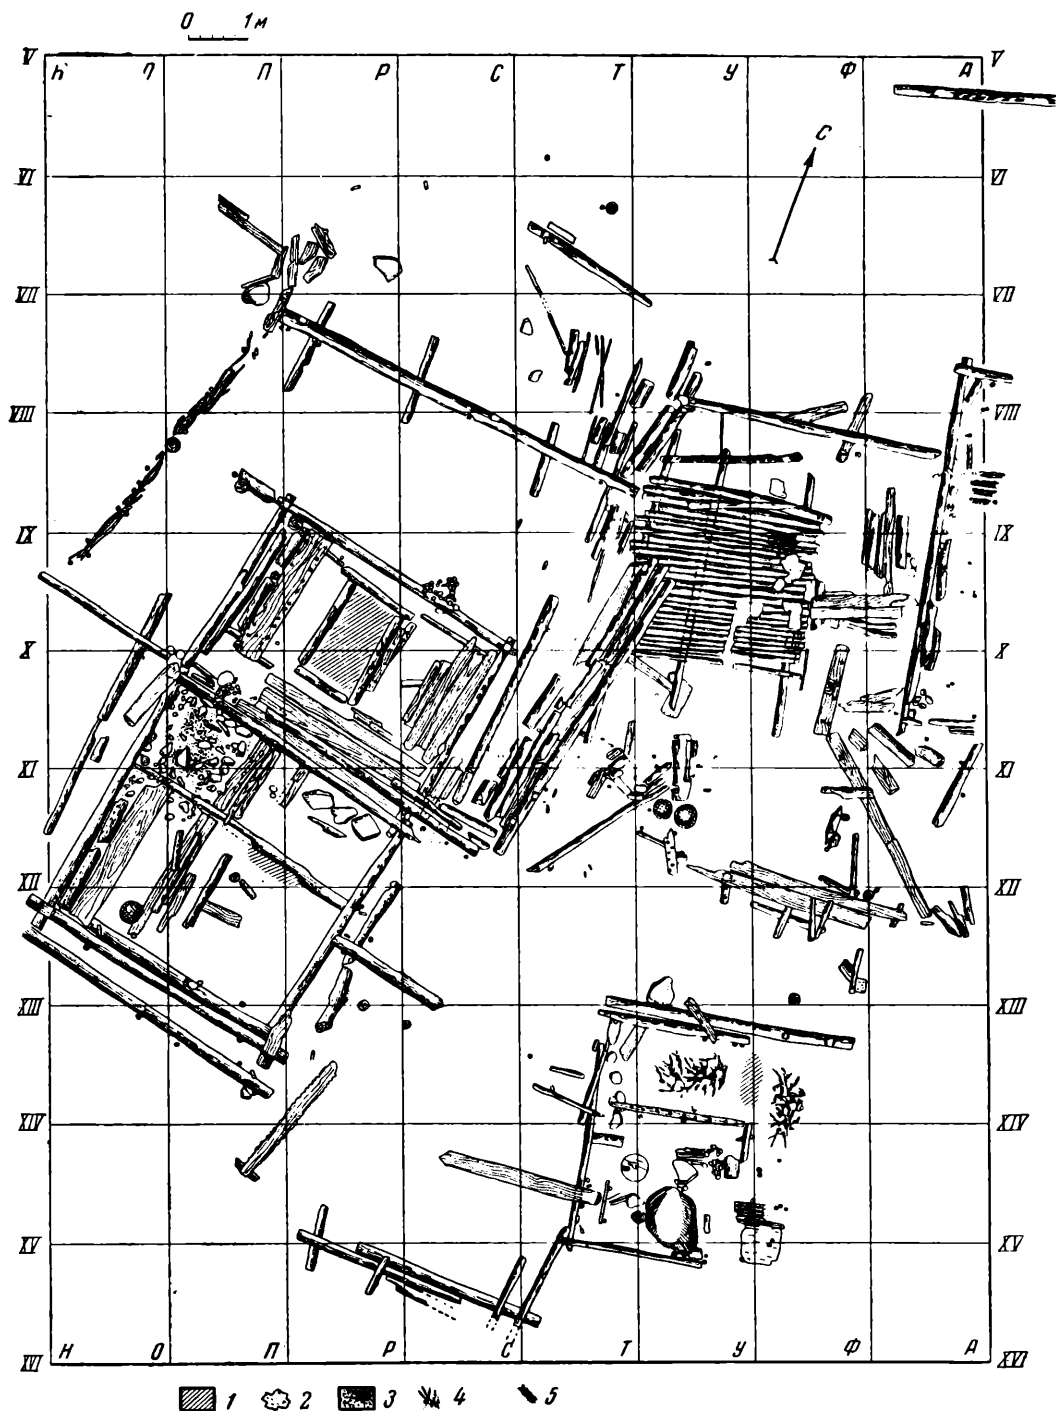 0 1 м
V Н П П Р С Т У Ф А V
С
VI VI
VII VII
VIII VIII
IX IX
X X
XI XI
XII XII
XIII XIII
XIV XIV
XV XV
XVI Н О П Р С Т У Ф А XVI
1 2 3 4 5